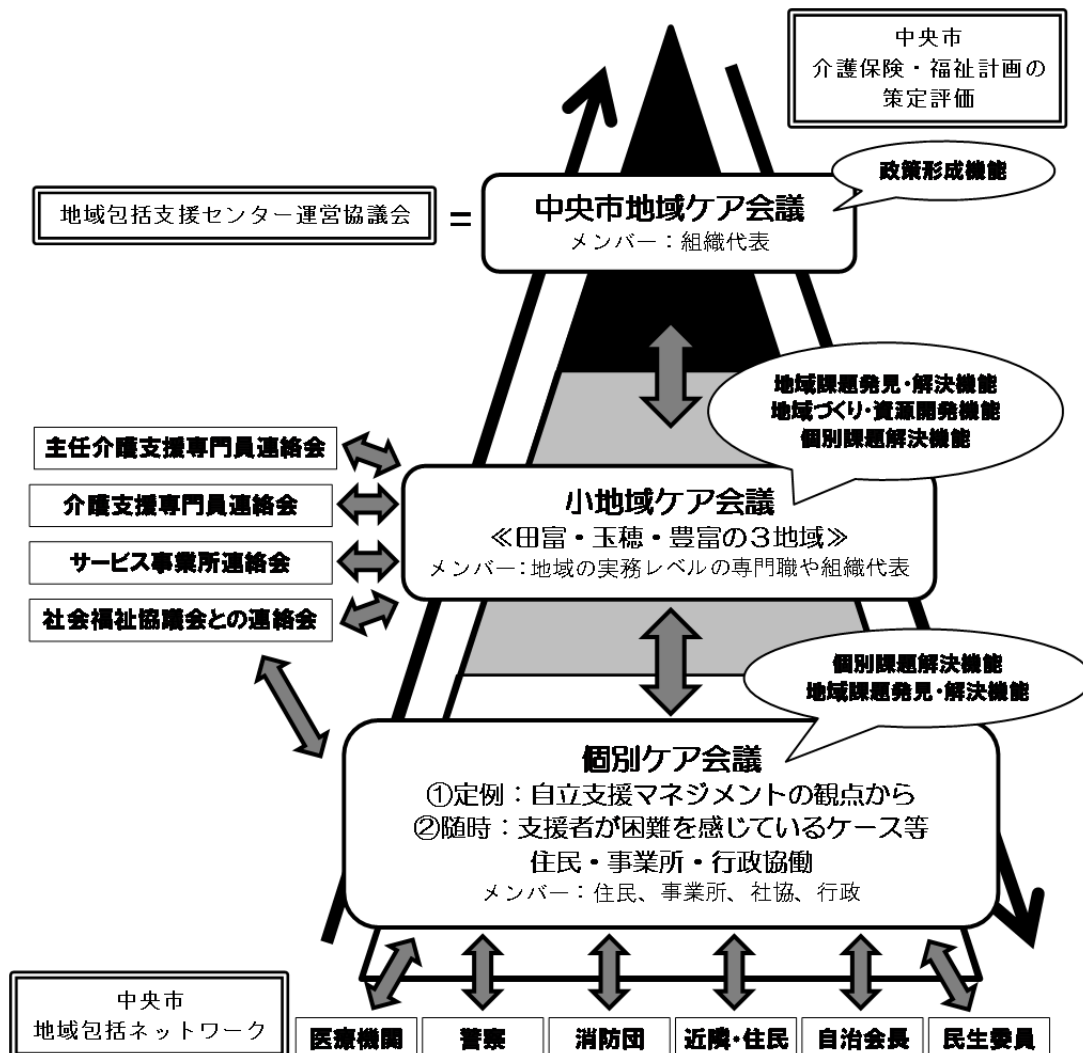 中央市
介護保険・福祉計画の
策定評価
政策形成機能
地域包括支援センター運営協議会
=
中央市地域ケア会議
メンバー：組織代表
地域課題発見・解決機能
地域づくり・資源開発機能
個別課題解決機能
主任介護支援専門員連絡会
介護支援専門員連絡会
サービス事業所連絡会
社会福祉協議会との連絡会
小地域ケア会議
≪田富・玉穂・豊富の３地域≫
メンバー：地域の実務レベルの専門職や組織代表
個別課題解決機能
地域課題発見・解決機能
個別ケア会議
①定例：自立支援マネジメントの観点から
②随時：支援者が困難を感じているケース等
住民・事業所・行政協働
メンバー：住民、事業所、社協、行政
中央市
地域包括ネットワーク
医療機関
警察
消防団
近隣・住民
自治会長
民生委員